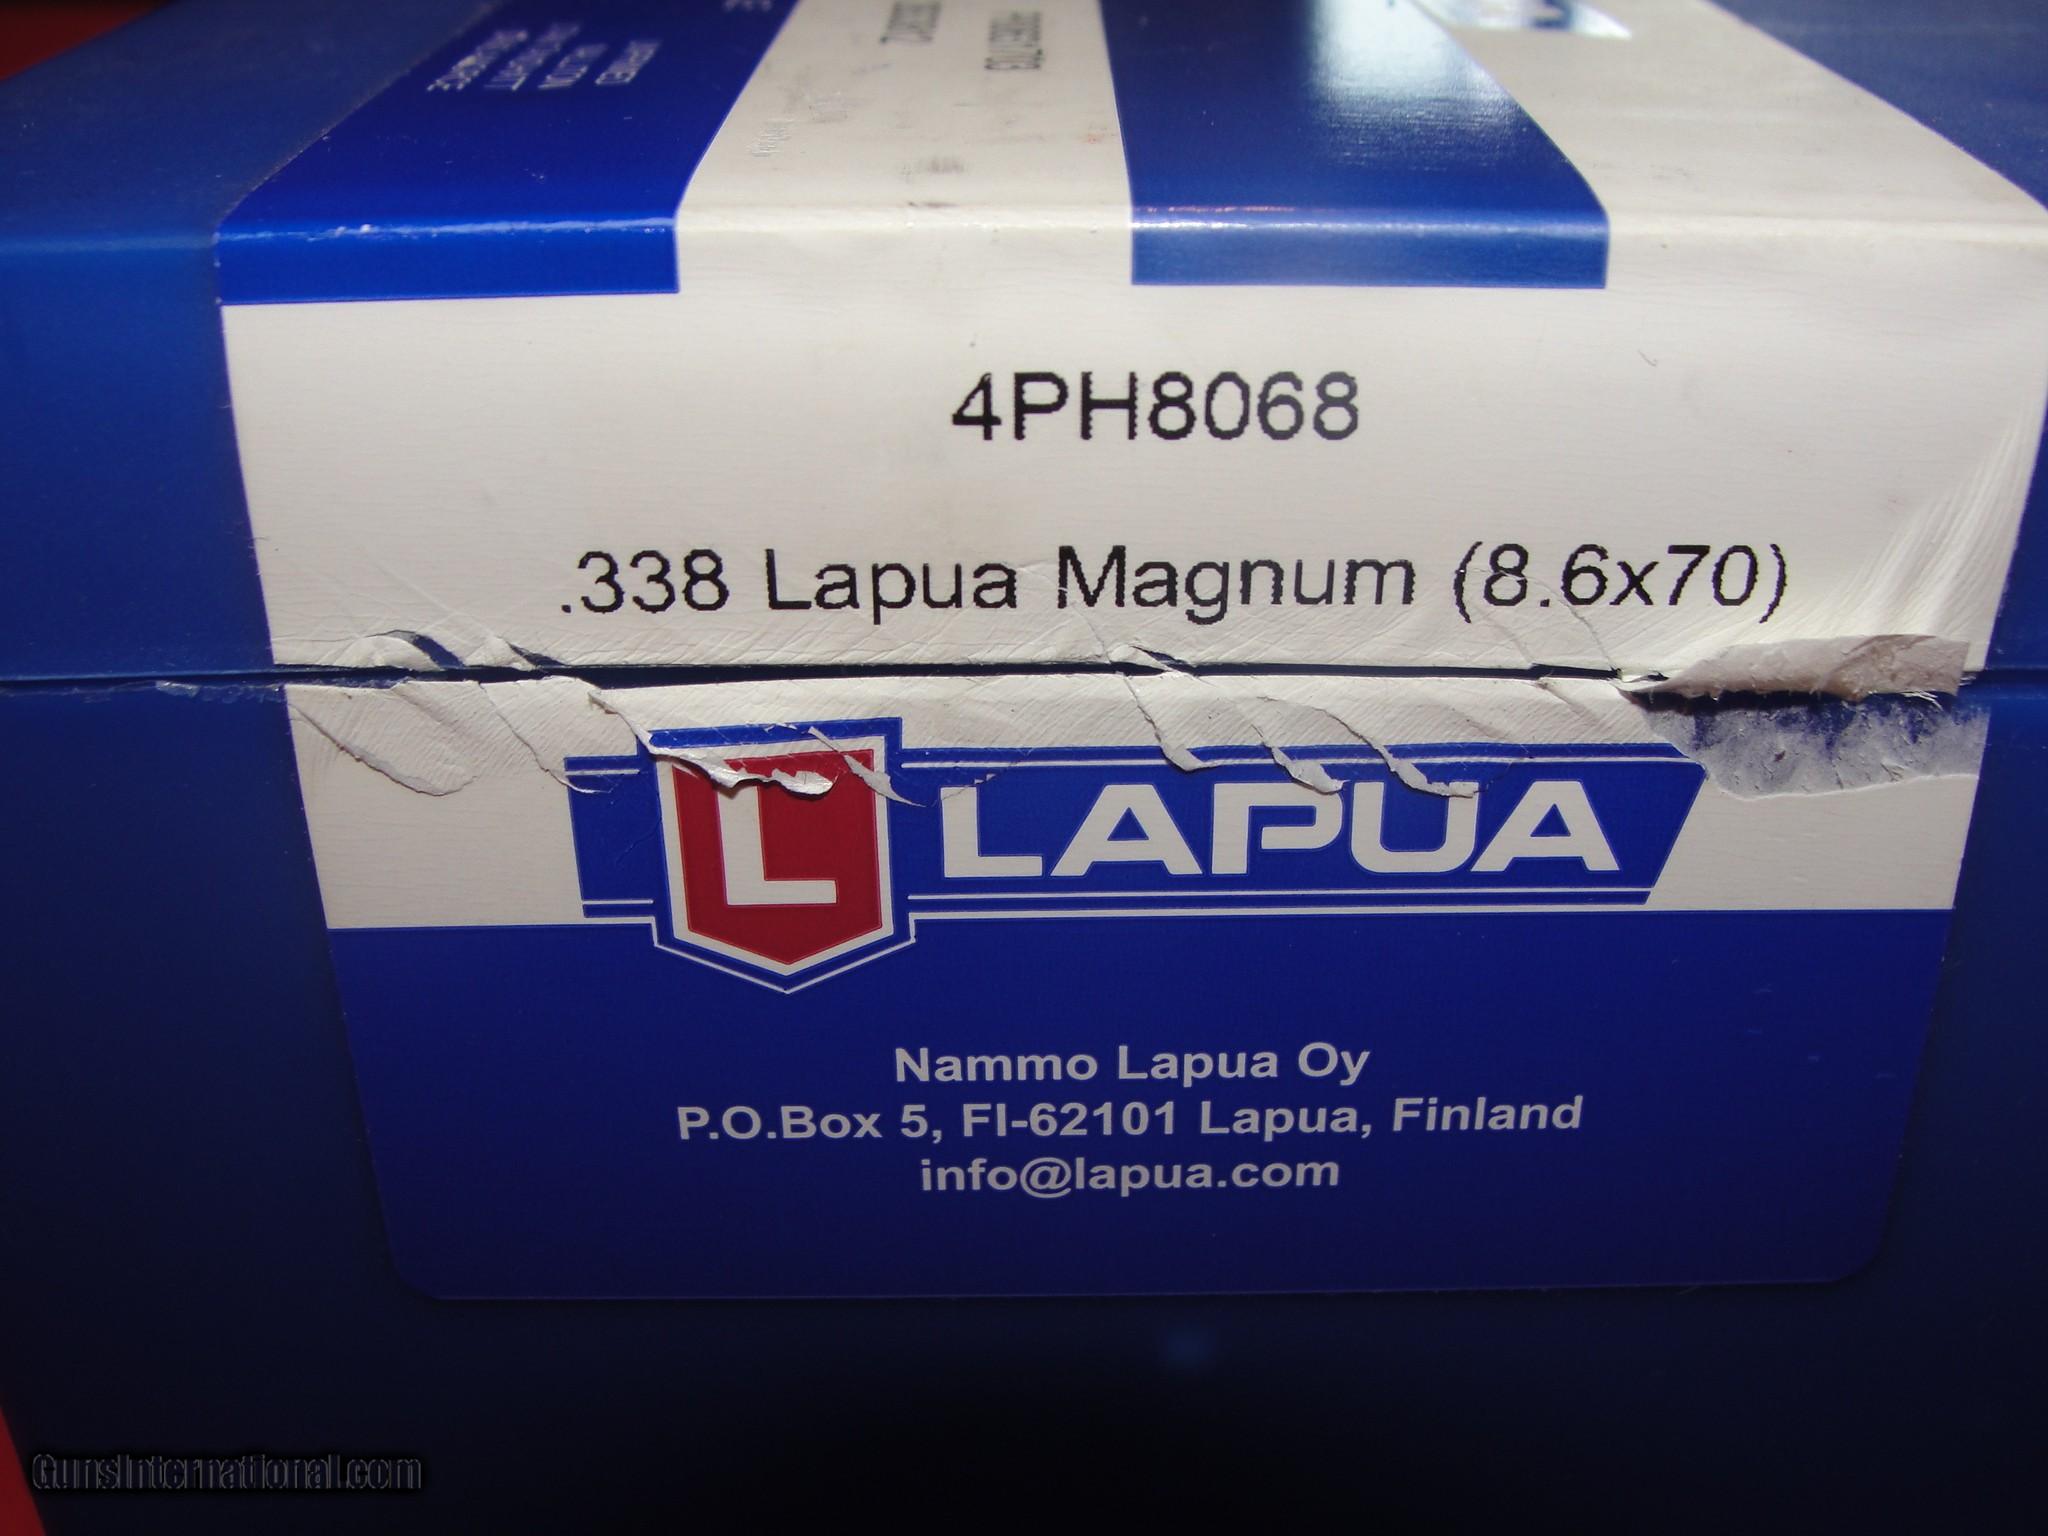 4PH8068
.338 Lapua Magnum (8.6x70)
L LAPUA
Nammo Lapua Oy
P.O.Box 5, FI-62101 Lapua, Finland
info@lapua.com
GunsInternational.com